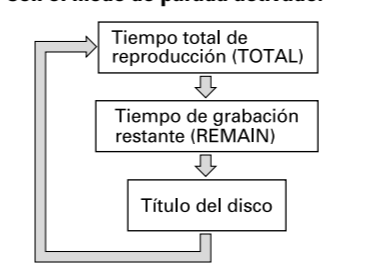 con el modo de parada activado:
Tiempo total de
reproducción (TOTAL)
Tiempo de grabación
restante (REMAIN)
Título del disco